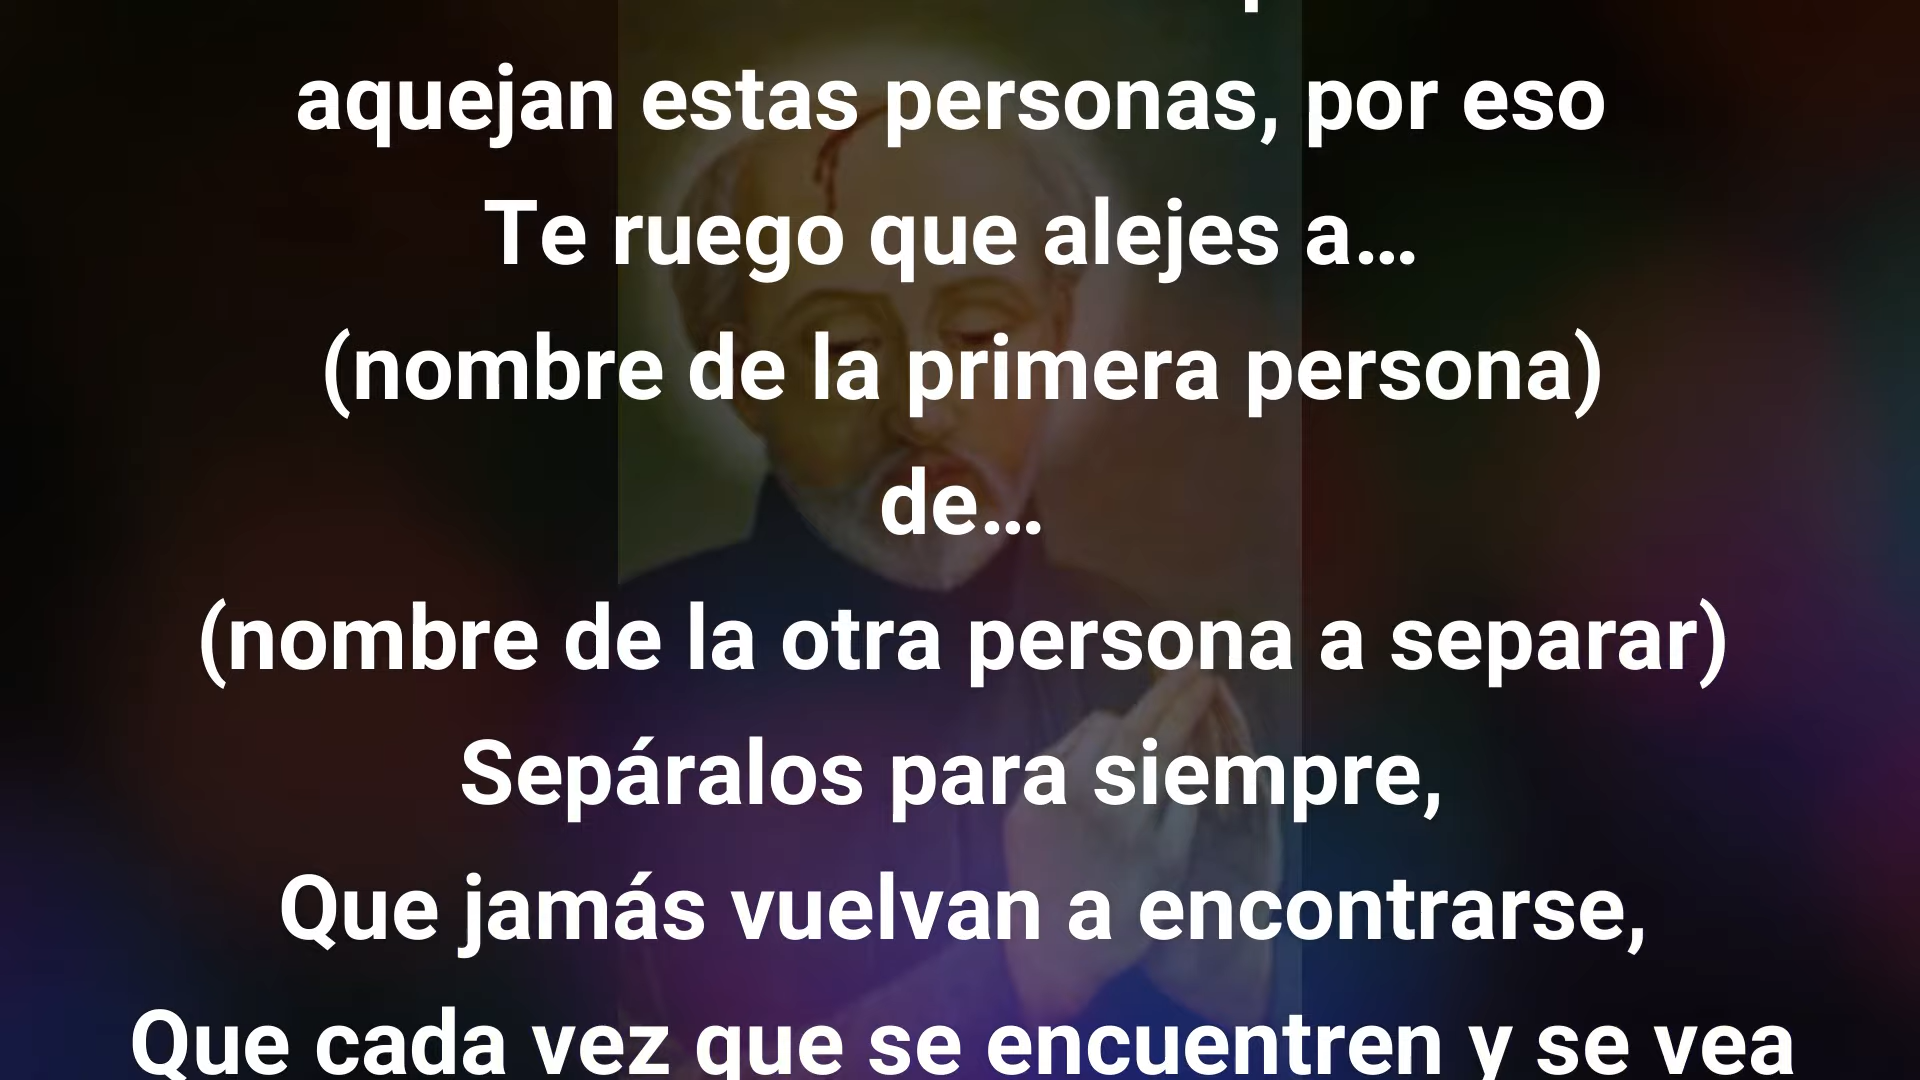 aquejan estas personas, por eso
Te ruego que alejes a...
(nombre de la primera persona)
de...
(nombre de la otra persona a separar)
Sepáralos para siempre,
Que jamás vuelvan a encontrarse,
Que cada vez que se encuentren y se vea